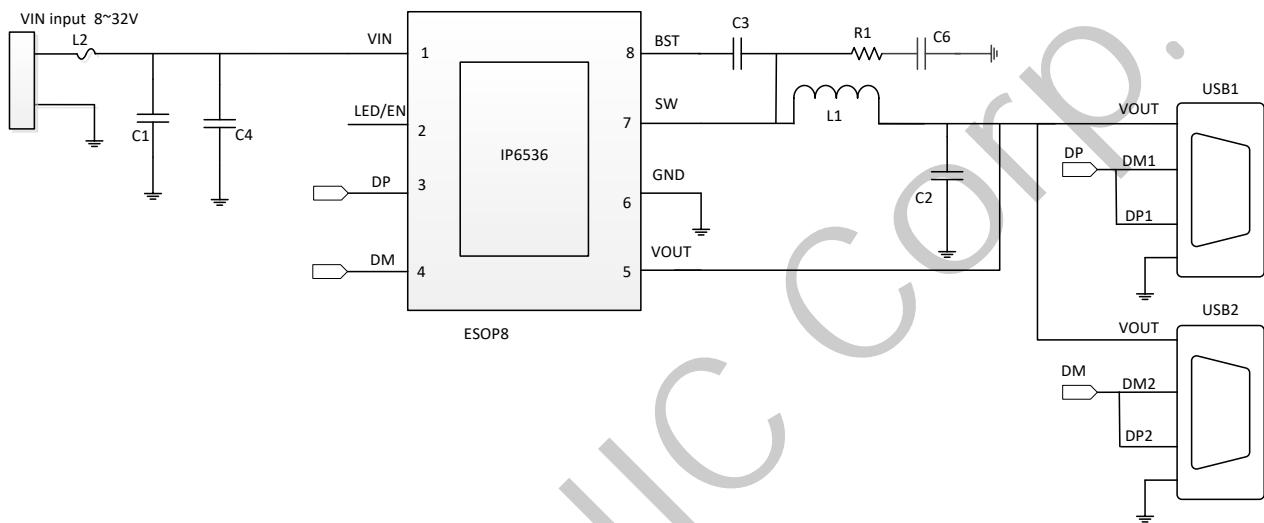 VIN input 8~32V
L2
VIN
1
8
BST
C3
R1
C6
C1
C4
LED/EN
2
7
SW
L1
IP6536
DP
3
6
GND
C2
DM
4
5
VOUT
ESOP8
USB1
VOUT
DP
DM1
DP1
USB2
VOUT
DM
DM2
DP2
Corp.